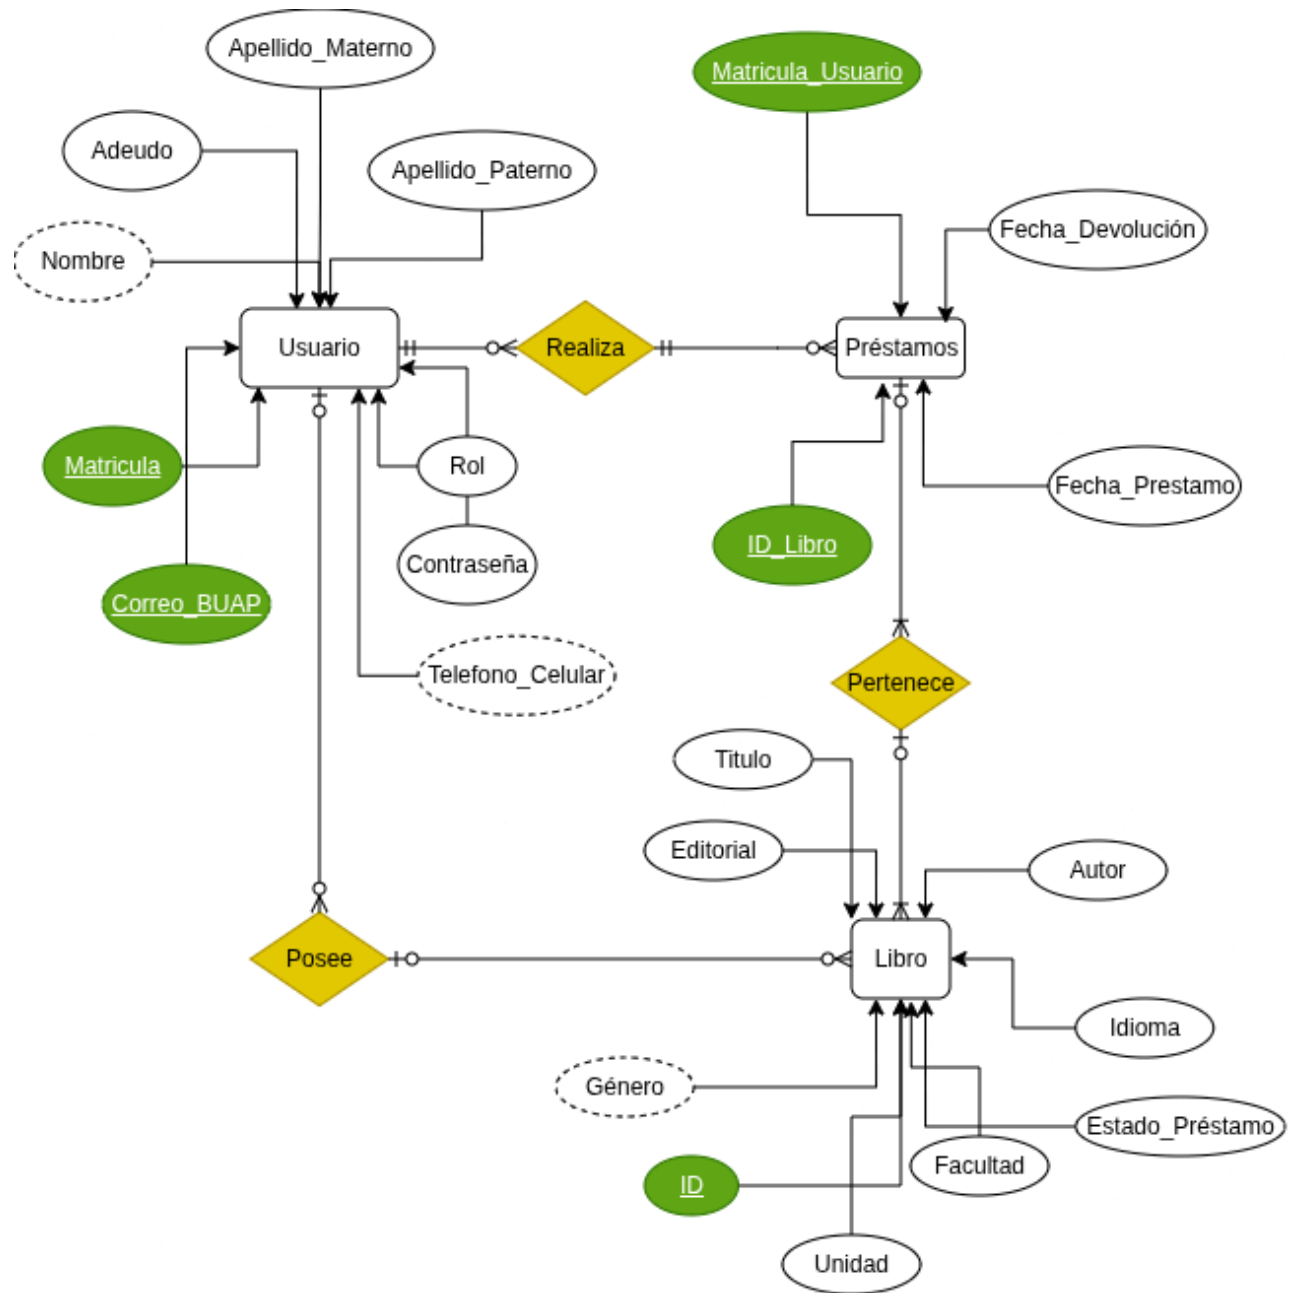 Apellido_Materno
Matricula_Usuario
Adeudo
Apellido_Paterno
Fecha_Devolución
Nombre
Usuario
Realiza
Préstamos
Matricula
Rol
Fecha_Prestamo
ID_Libro
Contraseña
Correo_BUAP
Telefono_Celular
Pertenece
Titulo
Editorial
Autor
Posee
Libro
Idioma
Género
Estado_Préstamo
Facultad
ID
Unidad